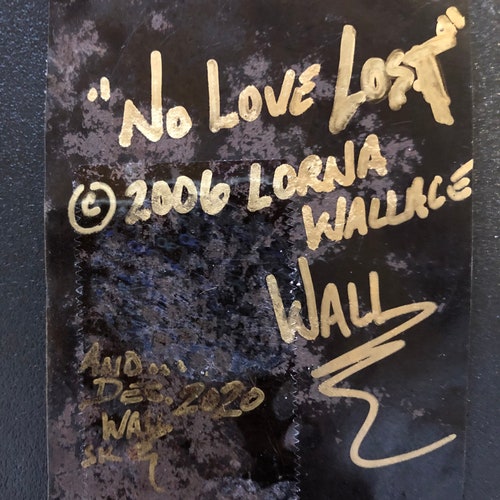 "No Love Lost"
© 2006 Lorna
Wallace
Wall
And...
Dec. 2020
Wall